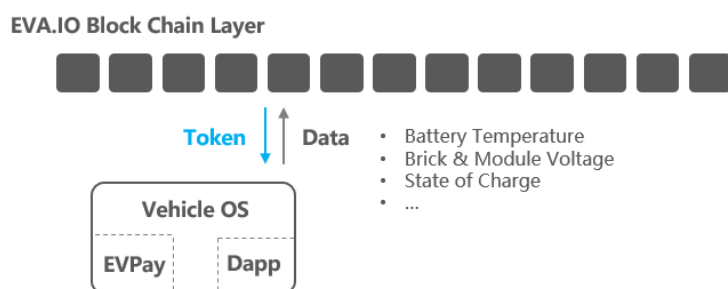 EVA.IO Block Chain Layer
Token
Data
• Battery Temperature
• Brick & Module Voltage
• State of Charge
• ...
Vehicle OS
EVPay
Dapp